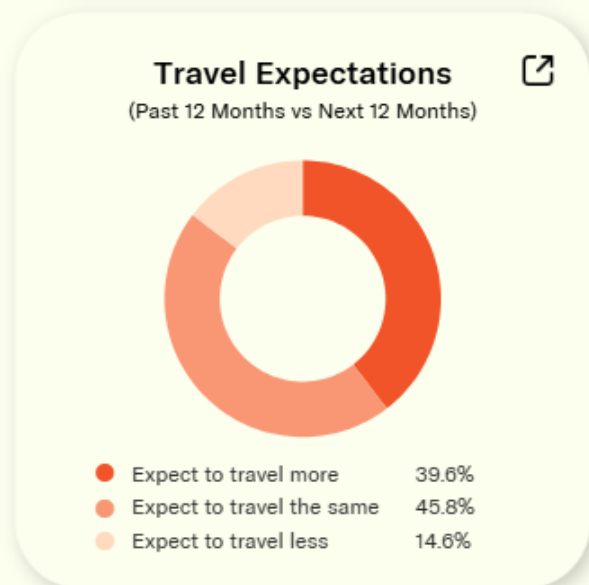 Travel Expectations
(Past 12 Months vs Next 12 Months)
Expect to travel more 39.6%
Expect to travel the same 45.8%
Expect to travel less 14.6%